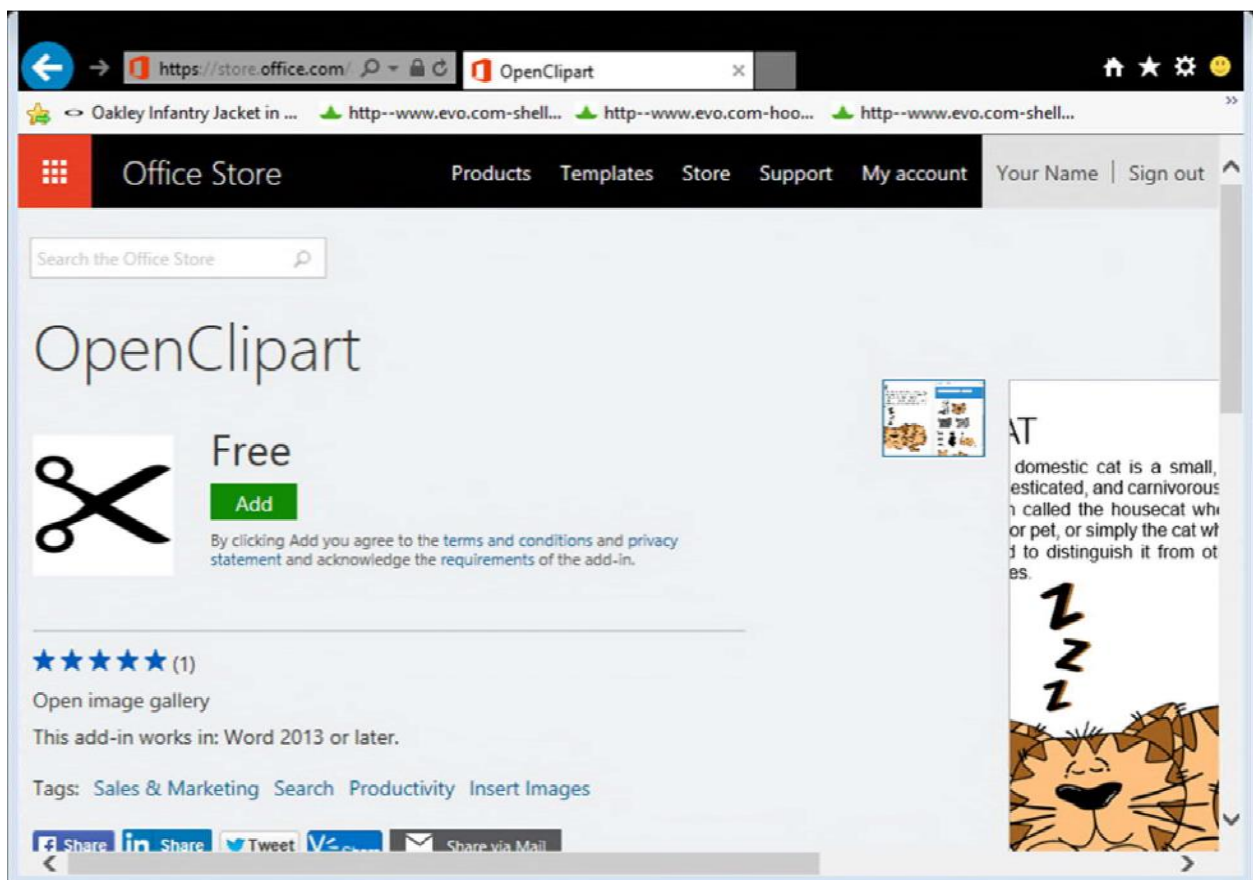 https://store.office.com/
OpenClipart
Oakley Infantry Jacket in ...
http--www.evo.com-shell...
http--www.evo.com-hoo...
http--www.evo.com-shell...
Office Store
Products
Templates
Store
Support
My account
Your Name | Sign out
Search the Office Store
OpenClipart
Free
Add
By clicking Add you agree to the terms and conditions and privacy
statement and acknowledge the requirements of the add-in.
(1)
Open image gallery
This add-in works in: Word 2013 or later.
Tags: Sales & Marketing Search Productivity Insert Images
Share
in Share
Tweet
Share via Mail
AT
domestic cat is a small,
esticated, and carnivorous
called the housecat
or pet, or simply the cat
to distinguish it from
es.
Z
Z
Z